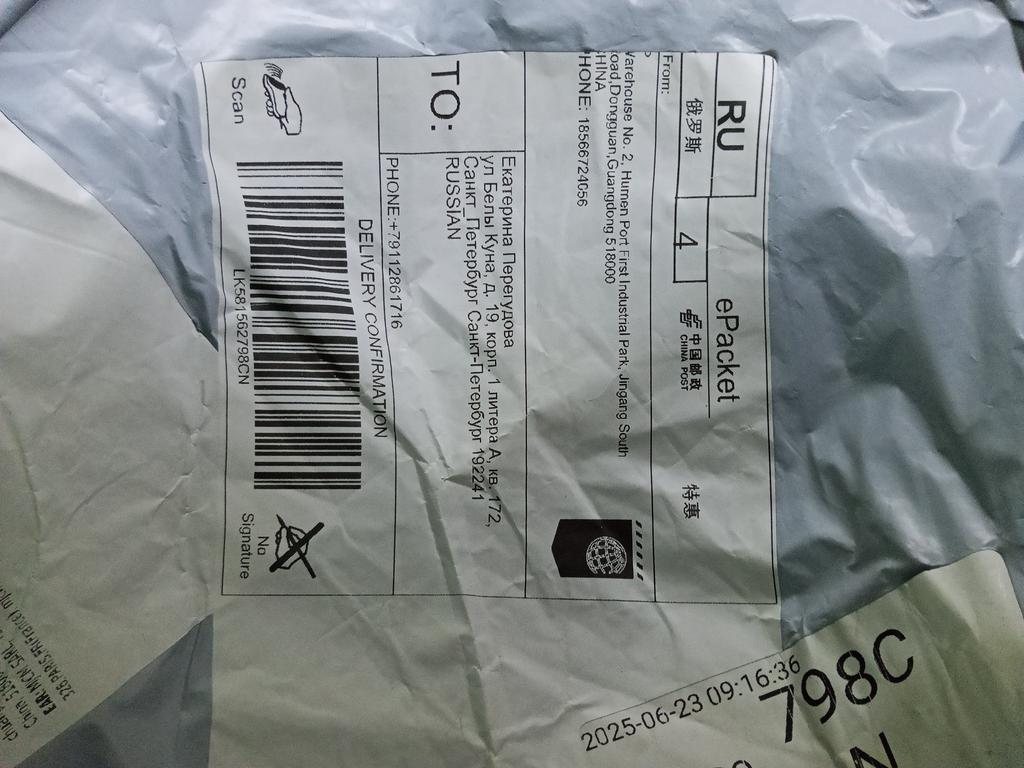 RU
俄罗斯
4
ePacket
中国邮政
CHINA POST
特惠
From:
Warehouse No. 2, Humen Port First Industrial Park, Jingang South
oad,Dongguan,Guangdong 518000
HINA
HONE: 18566724056
TO:
Екатерина Перегудова
ул Белы Куна, д. 19, корп. 1 литера А, кв. 172,
Санкт_Петербург Санкт-Петербург 192241
RUSSIAN
PHONE:+79112861716
DELIVERY CONFIRMATION
Scan
LK581562798CN
No
Signature
2025-06-23 09:16:36
798C
N